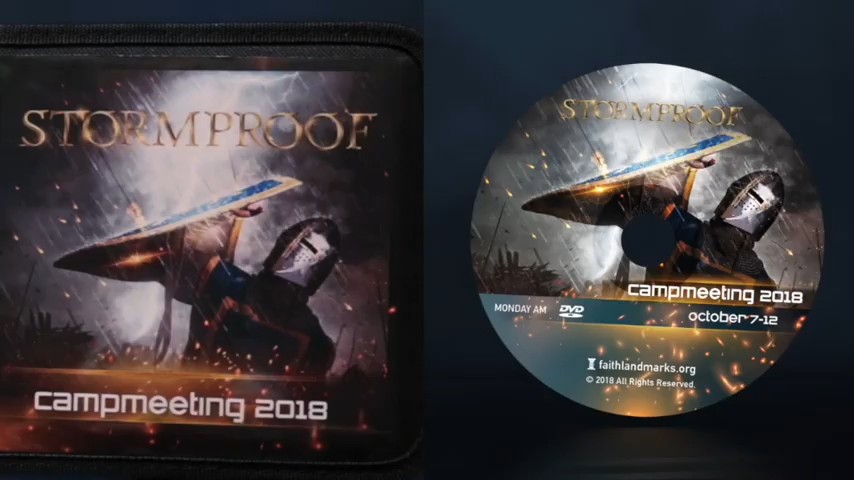 STORMPROOF
campmeeting 2018
STORMPROOF
campmeeting 2018
MONDAY AM DVD
october 7-12
faithlandmarks.org
© 2018 All Rights Reserved.